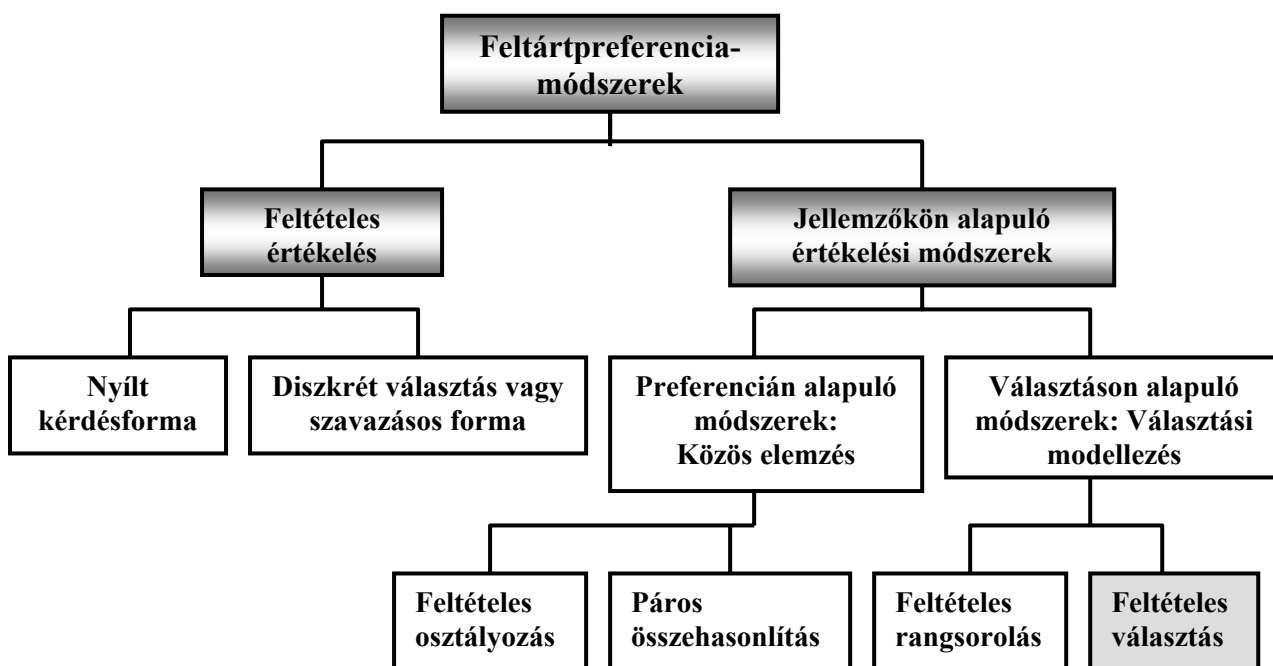 Feltártpreferencia-
módszerek
Feltételes
értékelés
Jellemzőkön alapuló
értékelési módszerek
Nyílt
kérdésforma
Diszkrét választás vagy
szavazásos forma
Preferencián alapuló
módszerek:
Közös elemzés
Választáson alapuló
módszerek: Választási
modellezés
Feltételes
osztályozás
Páros
összehasonlítás
Feltételes
rangsorolás
Feltételes
választás